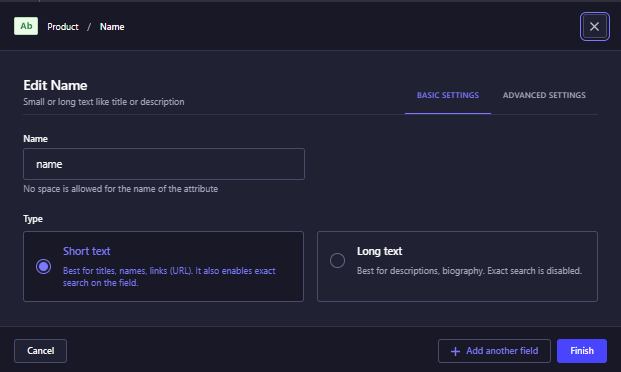 Ab Product / Name
Edit Name
Small or long text like title or description
BASIC SETTINGS ADVANCED SETTINGS
Name
name
No space is allowed for the name of the attribute
Type
Short text
Best for titles, names, links (URL). It also enables exact
search on the field.
Long text
Best for descriptions, biography. Exact search is disabled.
Cancel
Add another field
Finish